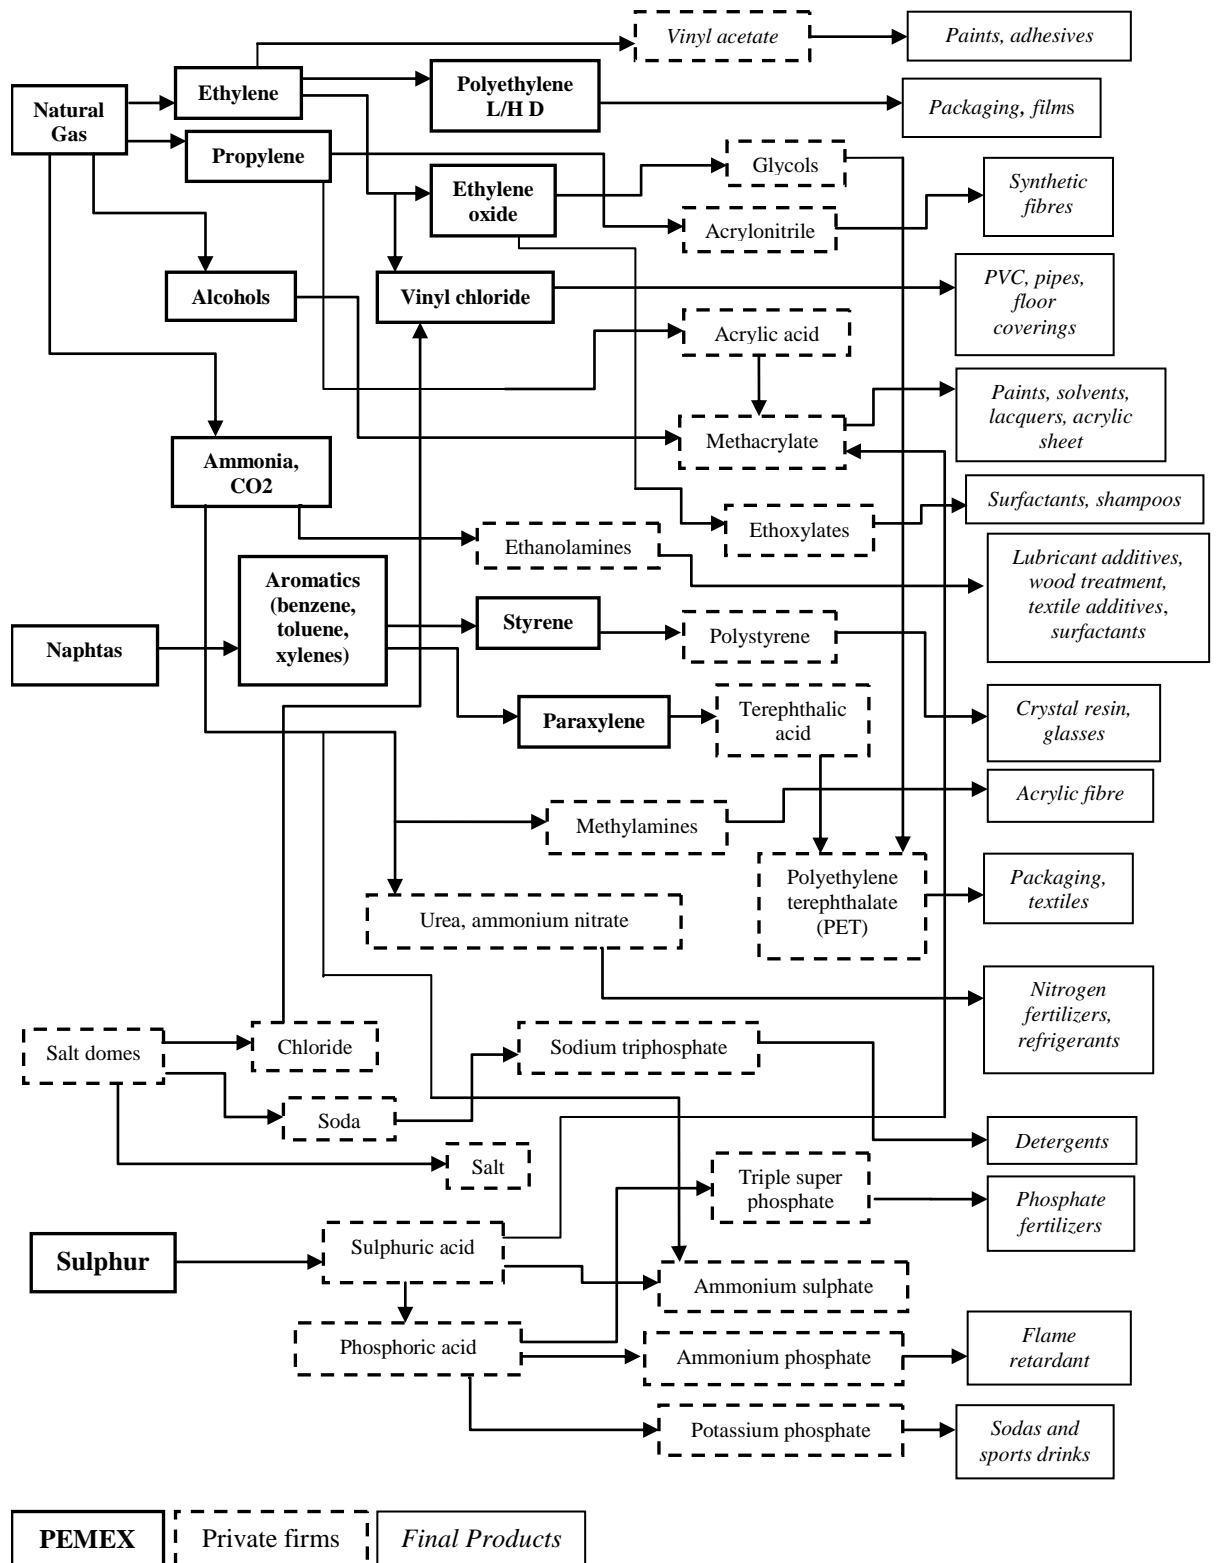 Vinyl acetate
Paints, adhesives
Natural
Gas
Ethylene
Polyethylene
L/H D
Packaging, films
Propylene
Ethylene
oxide
Glycols
Acrylonitrile
Synthetic
fibres
Alcohols
Vinyl chloride
PVC, pipes,
floor
coverings
Acrylic acid
Paints, solvents,
lacquers, acrylic
sheet
Methacrylate
Ammonia,
CO2
Surfactants, shampoos
Ethoxylates
Ethanolamines
Lubricant additives,
wood treatment,
textile additives,
surfactants
Naphtas
Aromatics
(benzene,
toluene,
xylenes)
Styrene
Polystyrene
Paraxylene
Terephthalic
acid
Crystal resin,
glasses
Acrylic fibre
Methylamines
Polyethylene
terephthalate
(PET)
Packaging,
textiles
Urea, ammonium nitrate
Nitrogen
fertilizers,
refrigerants
Salt domes
Chloride
Sodium triphosphate
Soda
Detergents
Salt
Triple super
phosphate
Phosphate
fertilizers
Sulphur
Sulphuric acid
Ammonium sulphate
Phosphoric acid
Ammonium phosphate
Flame
retardant
Potassium phosphate
Sodas and
sports drinks
PEMEX
Private firms
Final Products